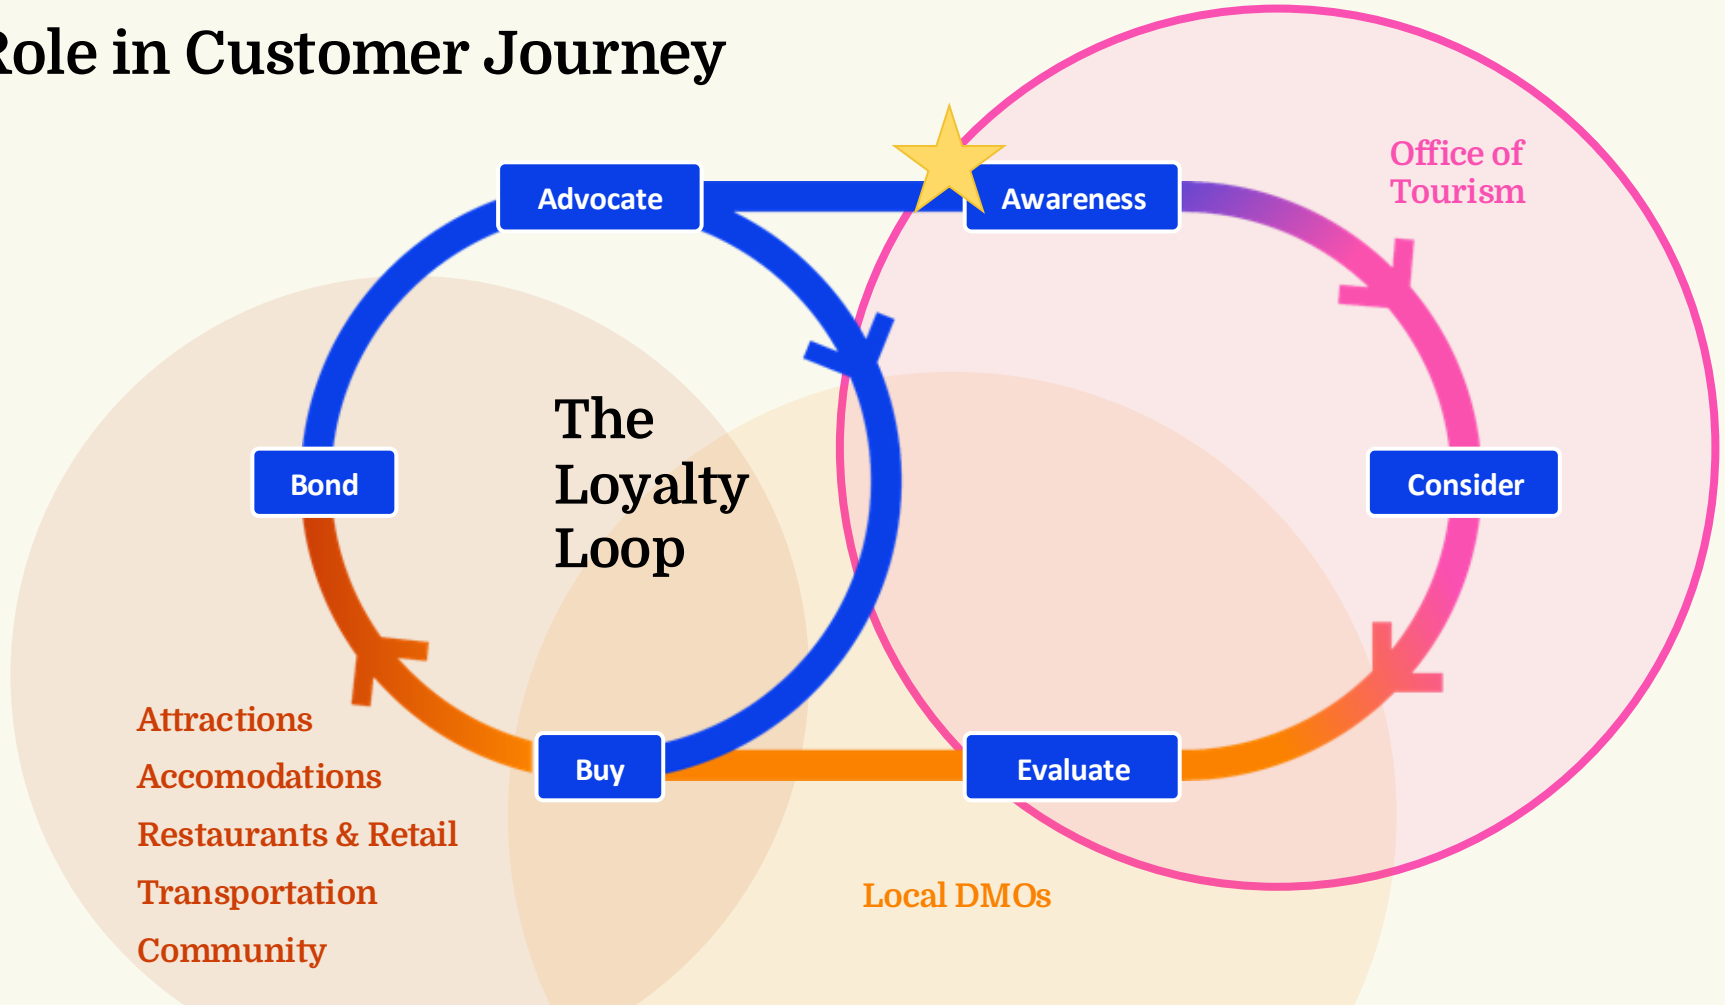 Role in Customer Journey
Office of
Tourism
Advocate
Awareness
The
Loyalty
Loop
Bond
Consider
Attractions
Buy
Evaluate
Accomodations
Restaurants & Retail
Transportation
Local DMOs
Community